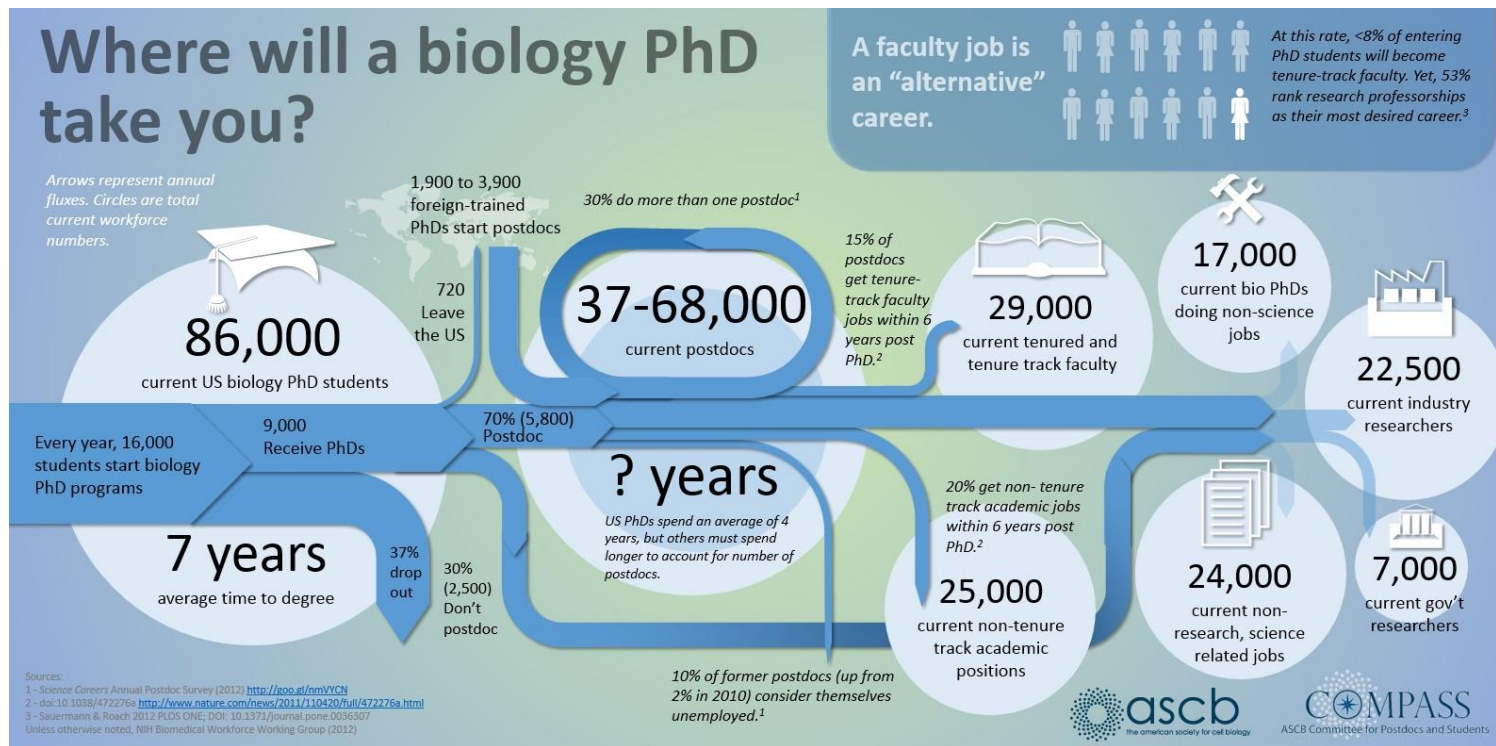 Where will a biology PhD
take you?
A faculty job is
an “alternative”
career.
At this rate, <8% of entering
PhD students will become
tenure-track faculty. Yet, 53%
rank research professorships
as their most desired career.³
Arrows represent annual
fluxes. Circles are total
current workforce
numbers.
86,000
current US biology PhD students
Every year, 16,000
students start biology
PhD programs
9,000
Receive PhDs
7 years
average time to degree
37%
drop
out
30%
(2,500)
Don’t
postdoc
1,900 to 3,900
foreign-trained
PhDs start postdocs
720
Leave
the US
70% (5,800)
Postdoc
30% do more than one postdoc¹
37-68,000
current postdocs
? years
US PhDs spend an average of 4
years, but others must spend
longer to account for number of
postdocs.
10% of former postdocs (up from
2% in 2010) consider themselves
unemployed.¹
15% of
postdocs
get tenure-
track faculty
jobs within 6
years post
PhD.²
29,000
current tenured and
tenure track faculty
20% get non- tenure
track academic jobs
within 6 years post
PhD.²
25,000
current non-tenure
track academic
positions
17,000
current bio PhDs
doing non-science
jobs
22,500
current industry
researchers
24,000
current non-
research, science
related jobs
7,000
current gov’t
researchers
Sources:
1 - Science Careers Annual Postdoc Survey (2012) http://goo.gl/nmVYCN
2 - doi:10.1038/472276a http://www.nature.com/news/2011/110420/full/472276a.html
3 - Sauermann & Roach 2012 PLOS ONE; DOI: 10.1371/journal.pone.0036307
Unless otherwise noted, NIH Biomedical Workforce Working Group (2012)
ascb
the american society for cell biology
COMPASS
ASCB Committee for Postdocs and Students